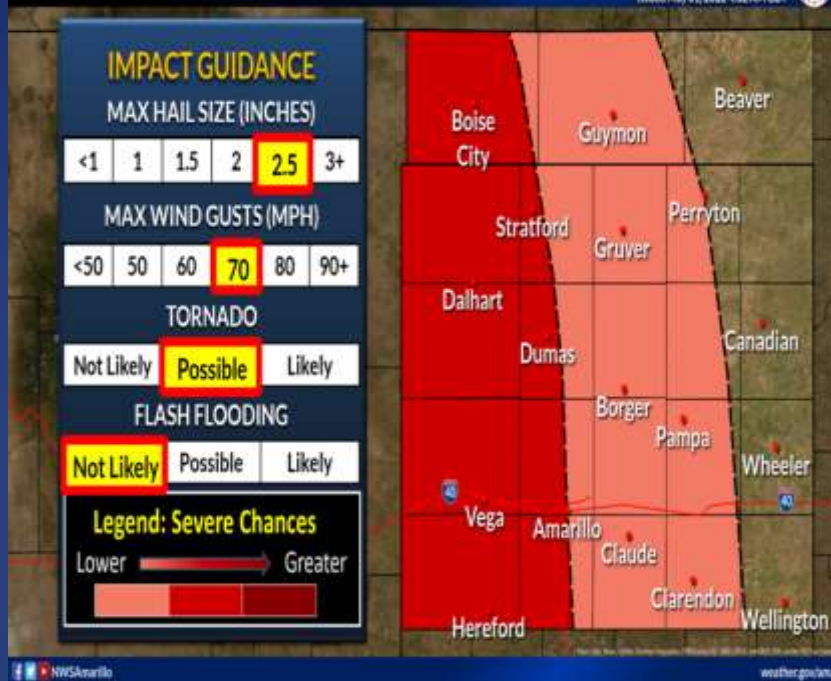 IMPACT GUIDANCE
MAX HAIL SIZE (INCHES)
<1 1 1.5 2 2.5 3+
MAX WIND GUSTS (MPH)
<50 50 60 70 80 90+
TORNADO
Not Likely Possible Likely
FLASH FLOODING
Not Likely Possible Likely
Legend: Severe Chances
Lower Greater
Boise City
Guymon
Beaver
Stratford
Gruver
Perryton
Dalhart
Dumas
Canadian
Borger
Pampa
Wheeler
40
40
Vega
Amarillo
Claude
Clarendon
Hereford
Wellington
NWSAmarillo